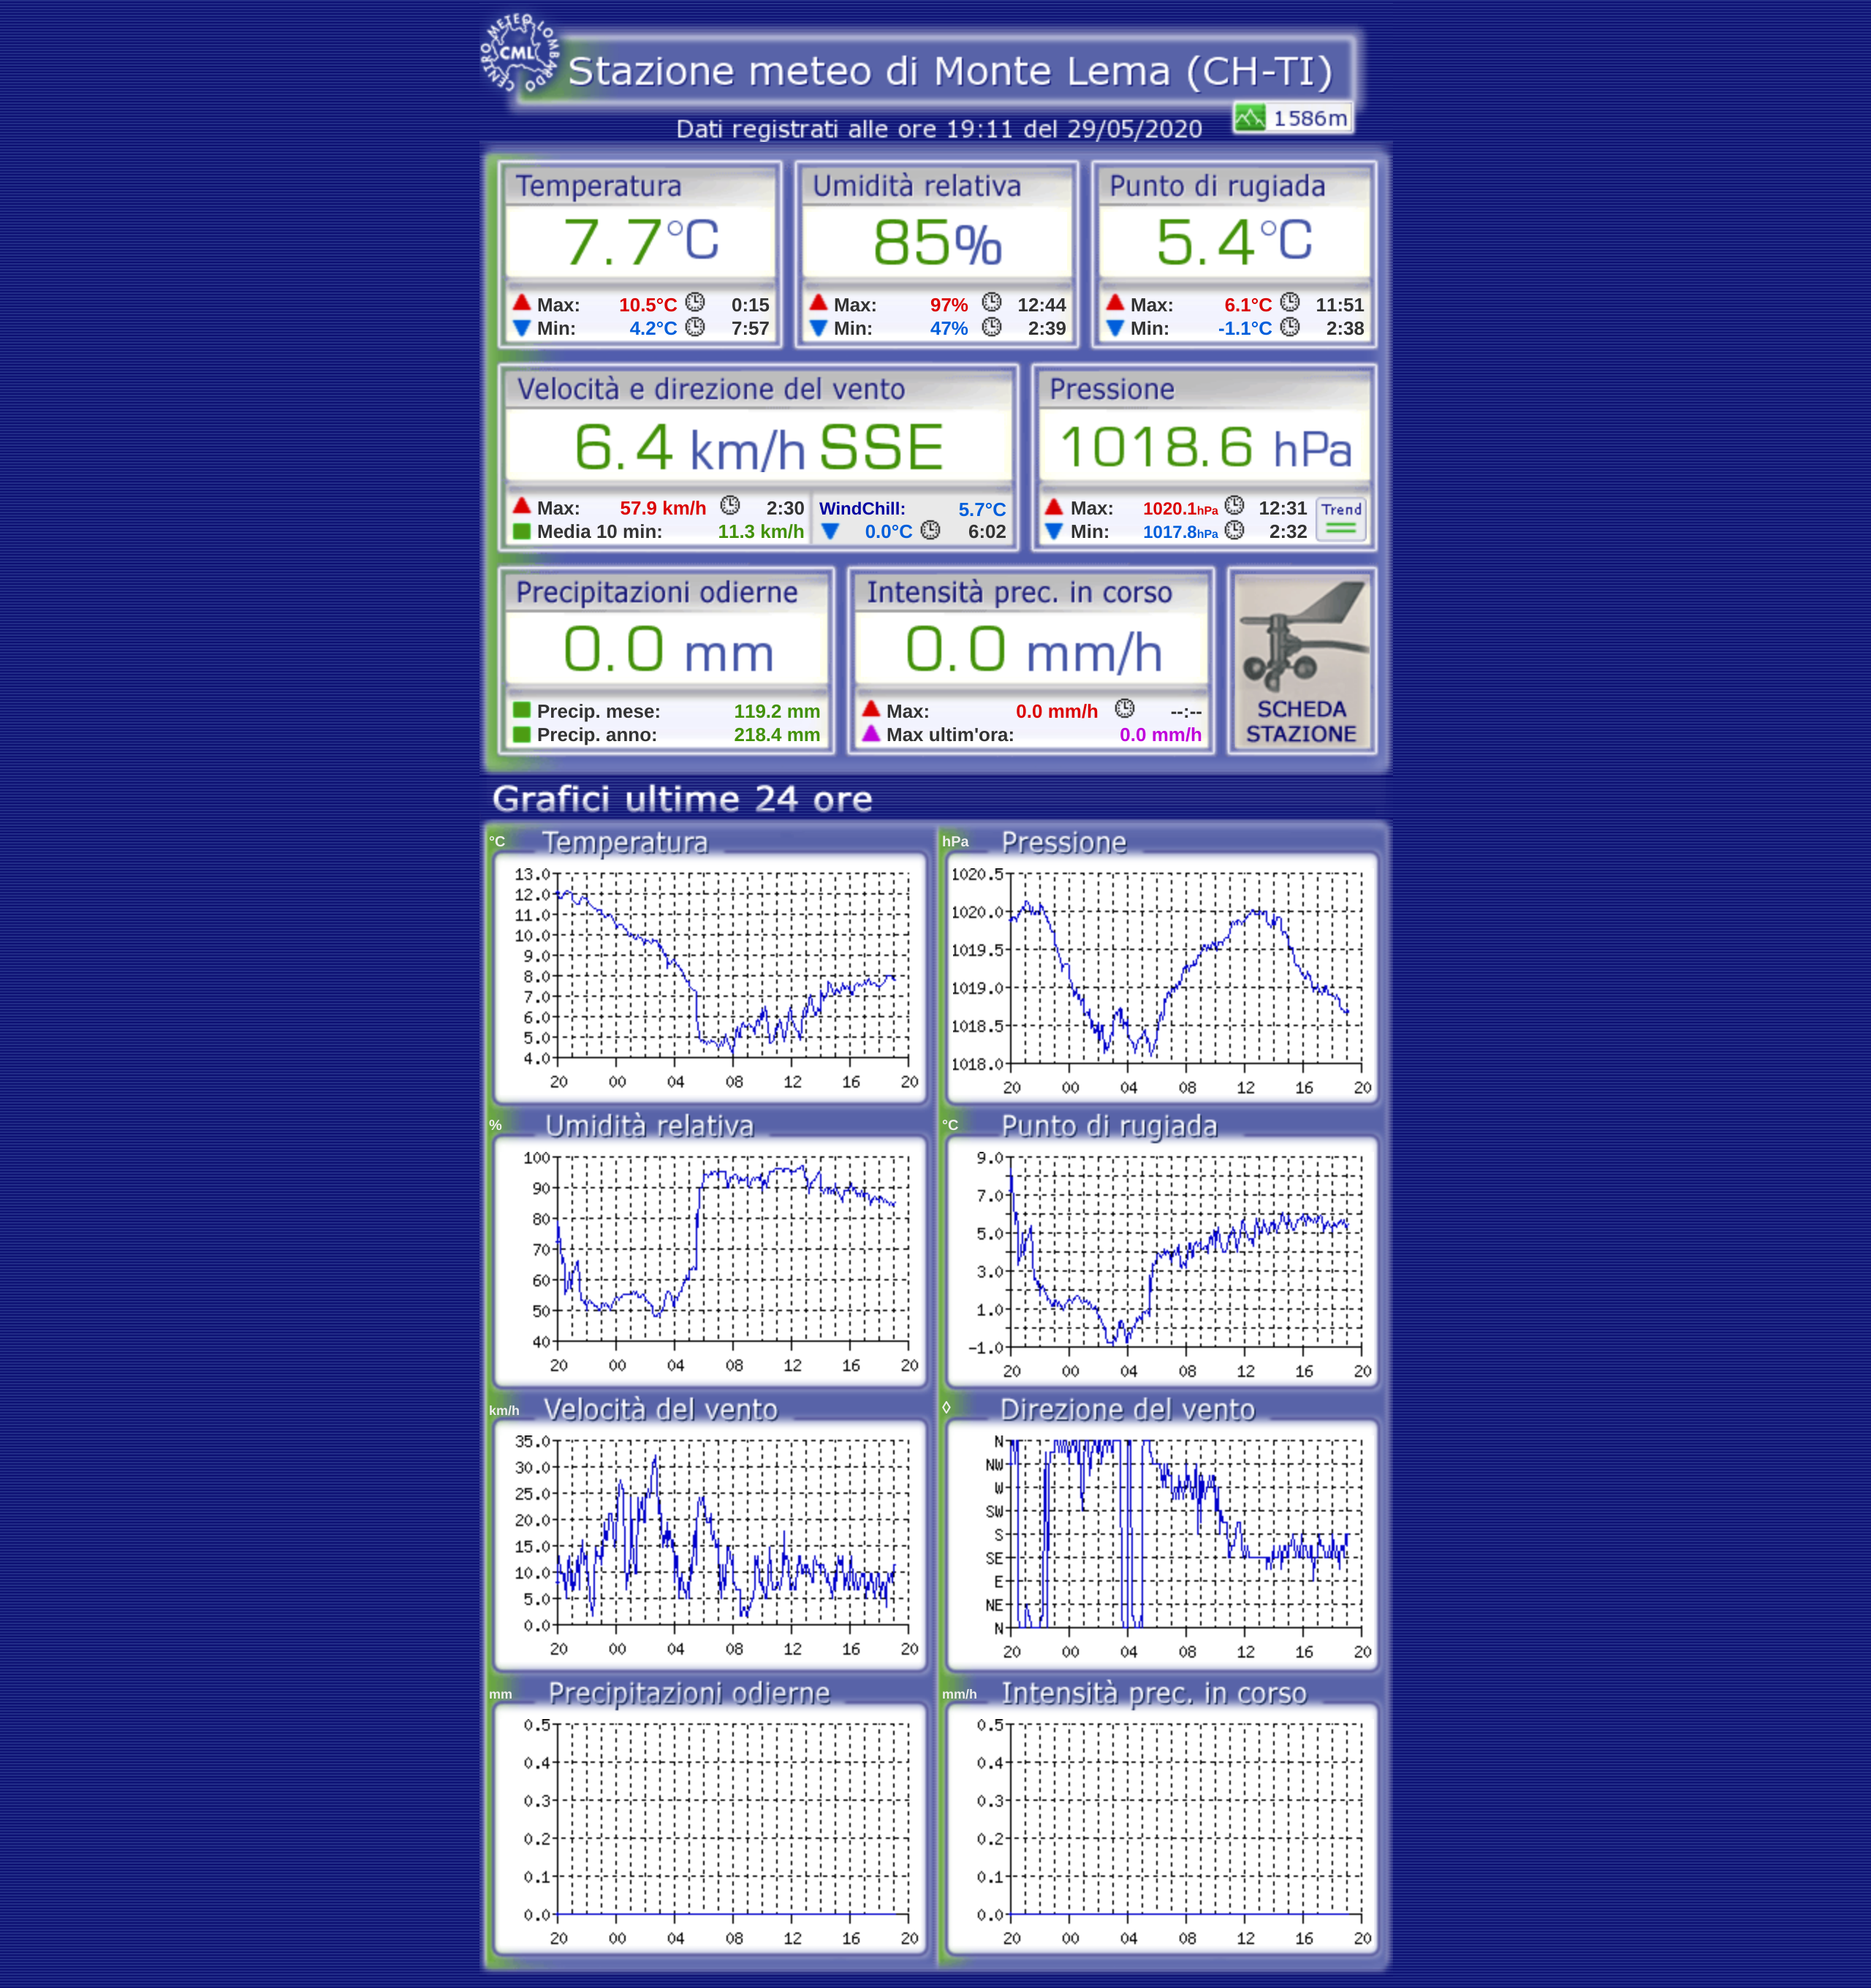 CENTRO METEO LOMBARDO
CML
Stazione meteo di Monte Lema (CH-TI)
1586m
Dati registrati alle ore 19:11 del 29/05/2020
Temperatura
7.7°C
Max: 10.5°C 0:15
Min: 4.2°C 7:57
Umidità relativa
85%
Max: 97% 12:44
Min: 47% 2:39
Punto di rugiada
5.4°C
Max: 6.1°C 11:51
Min: -1.1°C 2:38
Velocità e direzione del vento
6.4 km/h SSE
Max: 57.9 km/h 2:30
Media 10 min: 11.3 km/h
WindChill: 5.7°C
0.0°C 6:02
Pressione
1018.6 hPa
Max: 1020.1hPa 12:31
Min: 1017.8hPa 2:32
Trend
Precipitazioni odierne
0.0 mm
Precip. mese: 119.2 mm
Precip. anno: 218.4 mm
Intensità prec. in corso
0.0 mm/h
Max: 0.0 mm/h --:--
Max ultim'ora: 0.0 mm/h
SCHEDA
STAZIONE
Grafici ultime 24 ore
°C Temperatura
13.0
12.0
11.0
10.0
9.0
8.0
7.0
6.0
5.0
4.0
20 00 04 08 12 16 20
hPa Pressione
1020.5
1020.0
1019.5
1019.0
1018.5
1018.0
20 00 04 08 12 16 20
% Umidità relativa
100
90
80
70
60
50
40
20 00 04 08 12 16 20
°C Punto di rugiada
9.0
7.0
5.0
3.0
1.0
-1.0
20 00 04 08 12 16 20
km/h Velocità del vento
35.0
30.0
25.0
20.0
15.0
10.0
5.0
0.0
20 00 04 08 12 16 20
◊ Direzione del vento
N
NW
W
SW
S
SE
E
NE
N
20 00 04 08 12 16 20
mm Precipitazioni odierne
0.5
0.4
0.3
0.2
0.1
0.0
20 00 04 08 12 16 20
mm/h Intensità prec. in corso
0.5
0.4
0.3
0.2
0.1
0.0
20 00 04 08 12 16 20